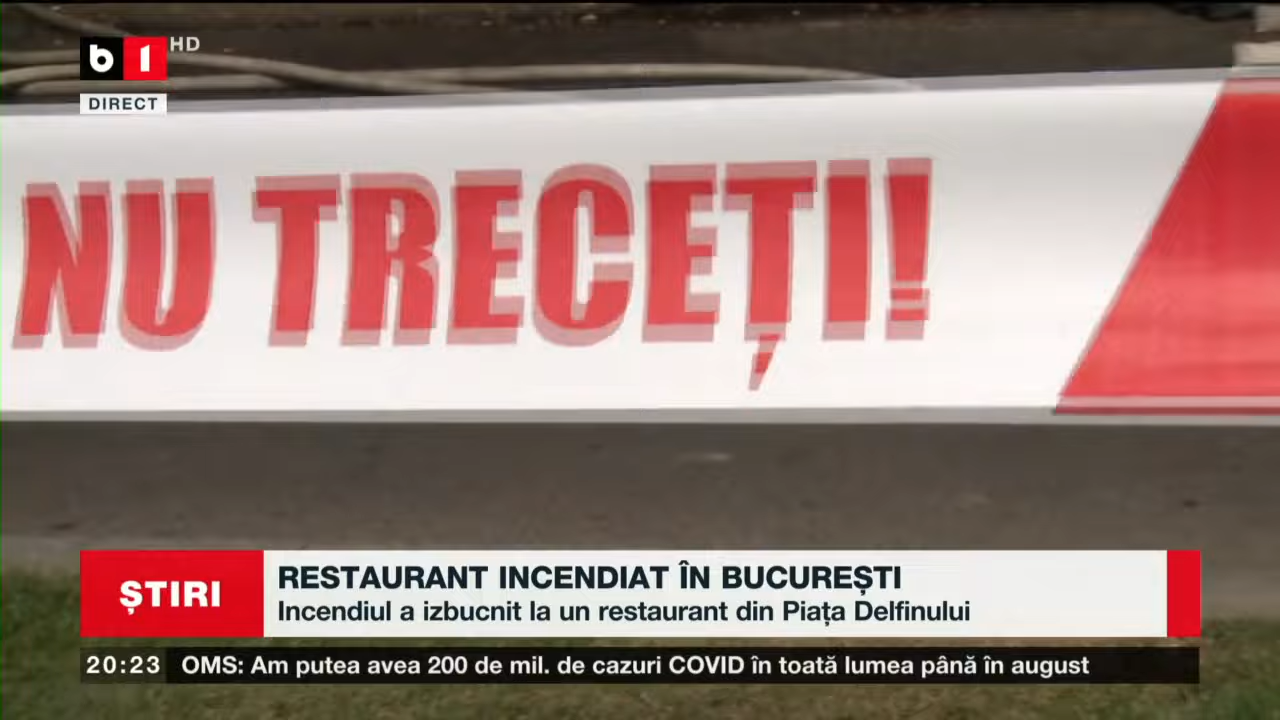 b1 HD
DIRECT
NU TRECEȚI!
ȘTIRI
RESTAURANT INCENDIAT ÎN BUCUREȘTI
Incendiul a izbucnit la un restaurant din Piața Delfinului
20:23 OMS: Am putea avea 200 de mil. de cazuri COVID în toată lumea până în august